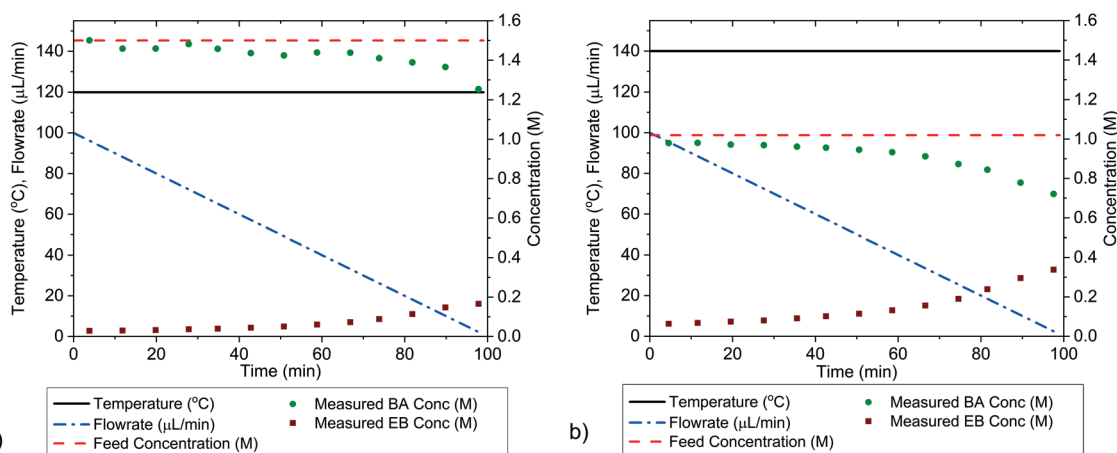 Temperature (°C), Flowrate (μL/min)
140
120
100
80
60
40
20
0
0 20 40 60 80 100
Time (min)
1.6
1.4
1.2
1.0
0.8
0.6
0.4
0.2
0.0
Concentration (M)
Temperature (°C)
Flowrate (μL/min)
Feed Concentration (M)
Measured BA Conc (M)
Measured EB Conc (M)
)
Temperature (°C), Flowrate (μL/min)
140
120
100
80
60
40
20
0
0 20 40 60 80 100
Time (min)
1.6
1.4
1.2
1.0
0.8
0.6
0.4
0.2
0.0
Concentration (M)
b)
Temperature (°C)
Flowrate (μL/min)
Feed Concentration (M)
Measured BA Conc (M)
Measured EB Conc (M)